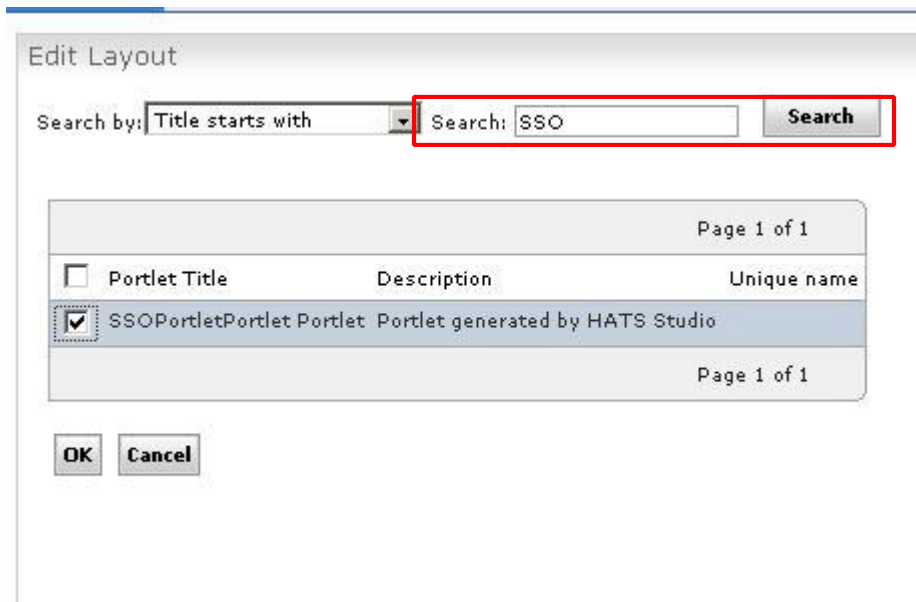 Edit Layout
Search by: Title starts with Search: SSO Search
Page 1 of 1
Portlet Title Description Unique name
SSOPortletPortlet Portlet Portlet generated by HATS Studio
Page 1 of 1
OK Cancel